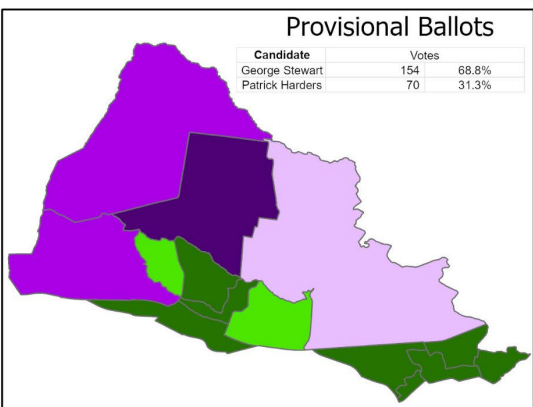 Provisional Ballots
Candidate Votes
George Stewart 154 68.8%
Patrick Harders 70 31.3%